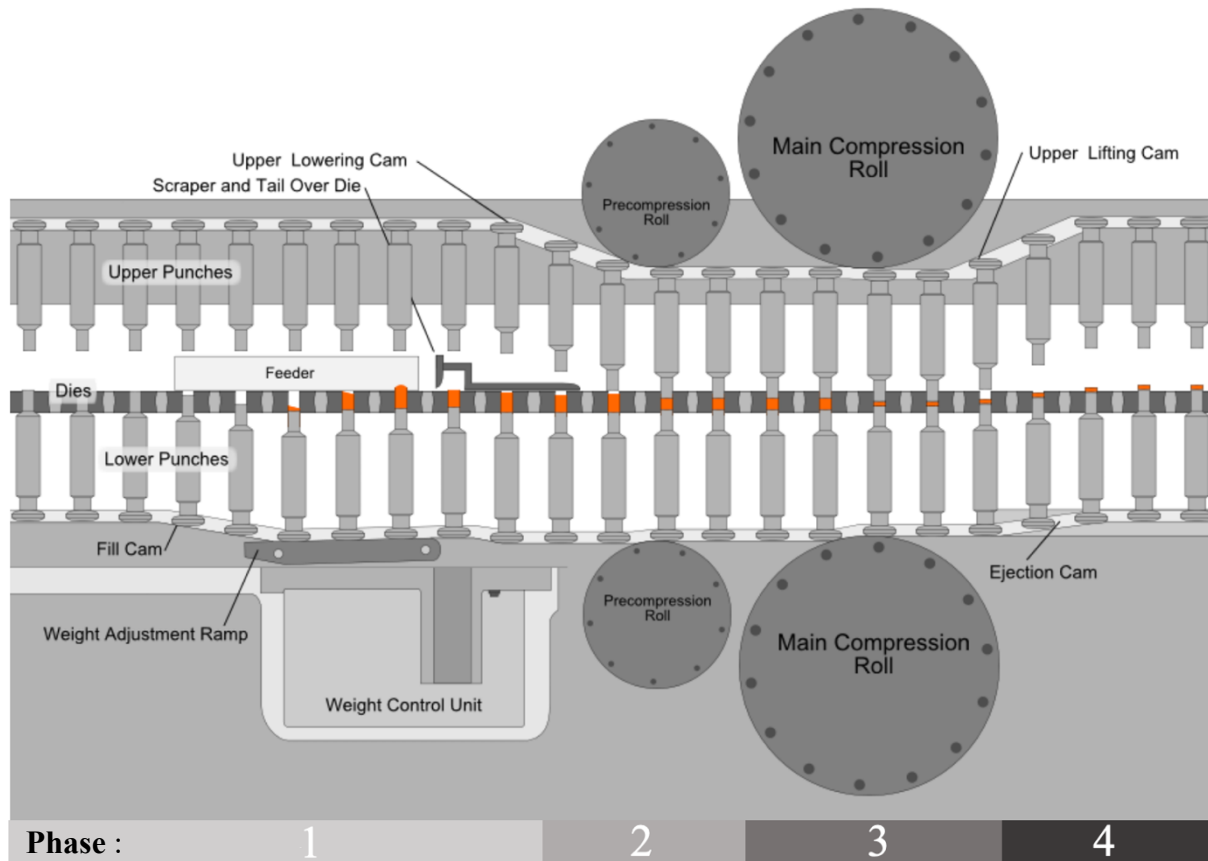 Main Compression
Roll
Upper Lowering Cam
Scraper and Tail Over Die
Upper Lifting Cam
Precompression
Roll
Upper Punches
Feeder
Dies
Lower Punches
Fill Cam
Weight Adjustment Ramp
Ejection Cam
Precompression
Roll
Main Compression
Roll
Weight Control Unit
Phase : 1 2 3 4